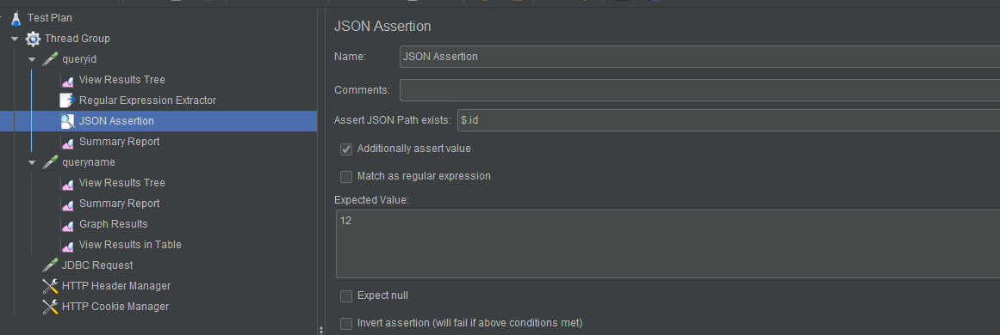 Test Plan
Thread Group
queryid
View Results Tree
Regular Expression Extractor
JSON Assertion
Summary Report
queryname
View Results Tree
Summary Report
Graph Results
View Results in Table
JDBC Request
HTTP Header Manager
HTTP Cookie Manager
JSON Assertion
Name: JSON Assertion
Comments:
Assert JSON Path exists: $.id
Additionally assert value
Match as regular expression
Expected Value:
12
Expect null
Invert assertion (will fail if above conditions met)